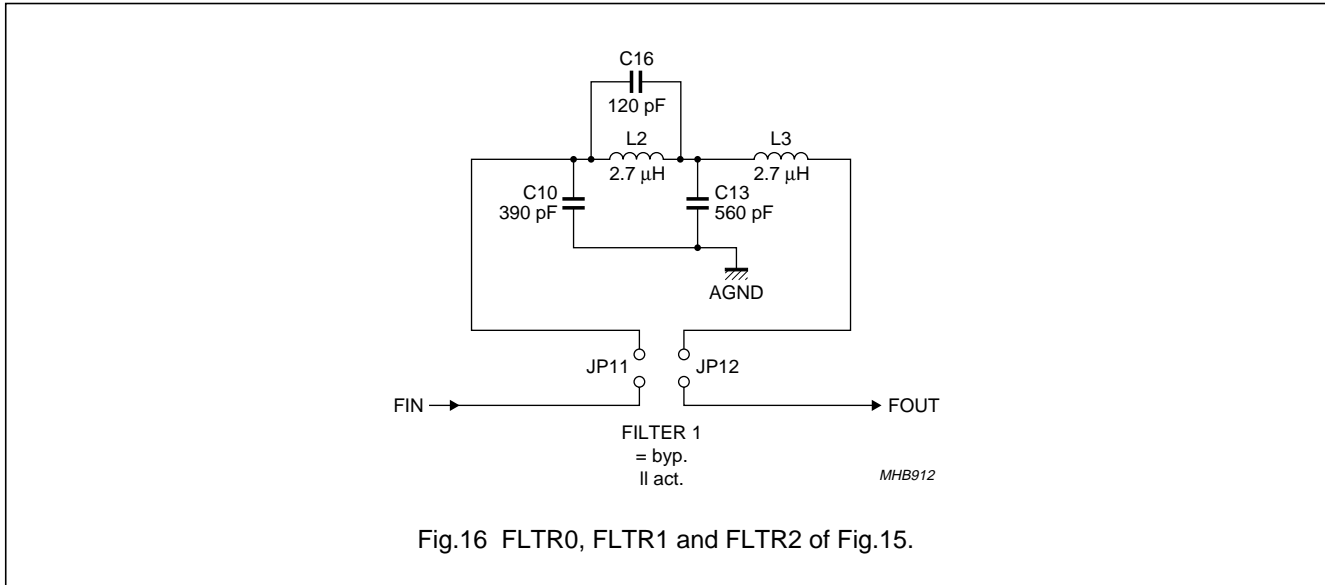 C16
120 pF
L2
2.7 μH
L3
2.7 μH
C10
390 pF
C13
560 pF
AGND
JP11
JP12
FIN
FOUT
FILTER 1
= byp.
ll act.
MHB912
Fig.16 FLTR0, FLTR1 and FLTR2 of Fig.15.